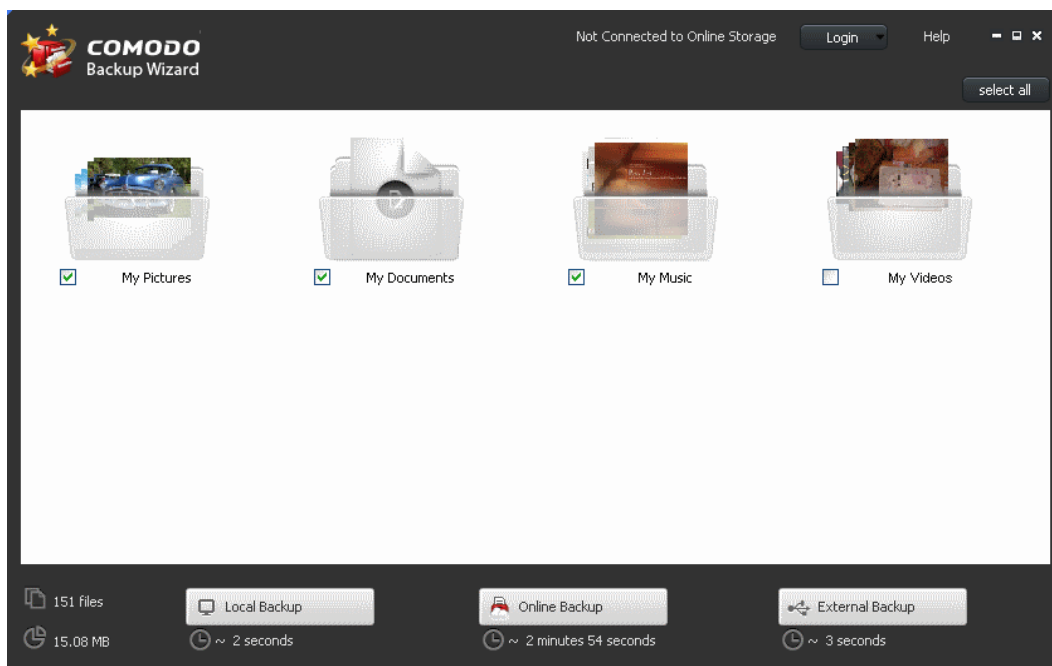 COMODO
Backup Wizard
Not Connected to Online Storage
Login
Help
select all
My Pictures
My Documents
My Music
My Videos
151 files
15.08 MB
Local Backup
~ 2 seconds
Online Backup
~ 2 minutes 54 seconds
External Backup
~ 3 seconds